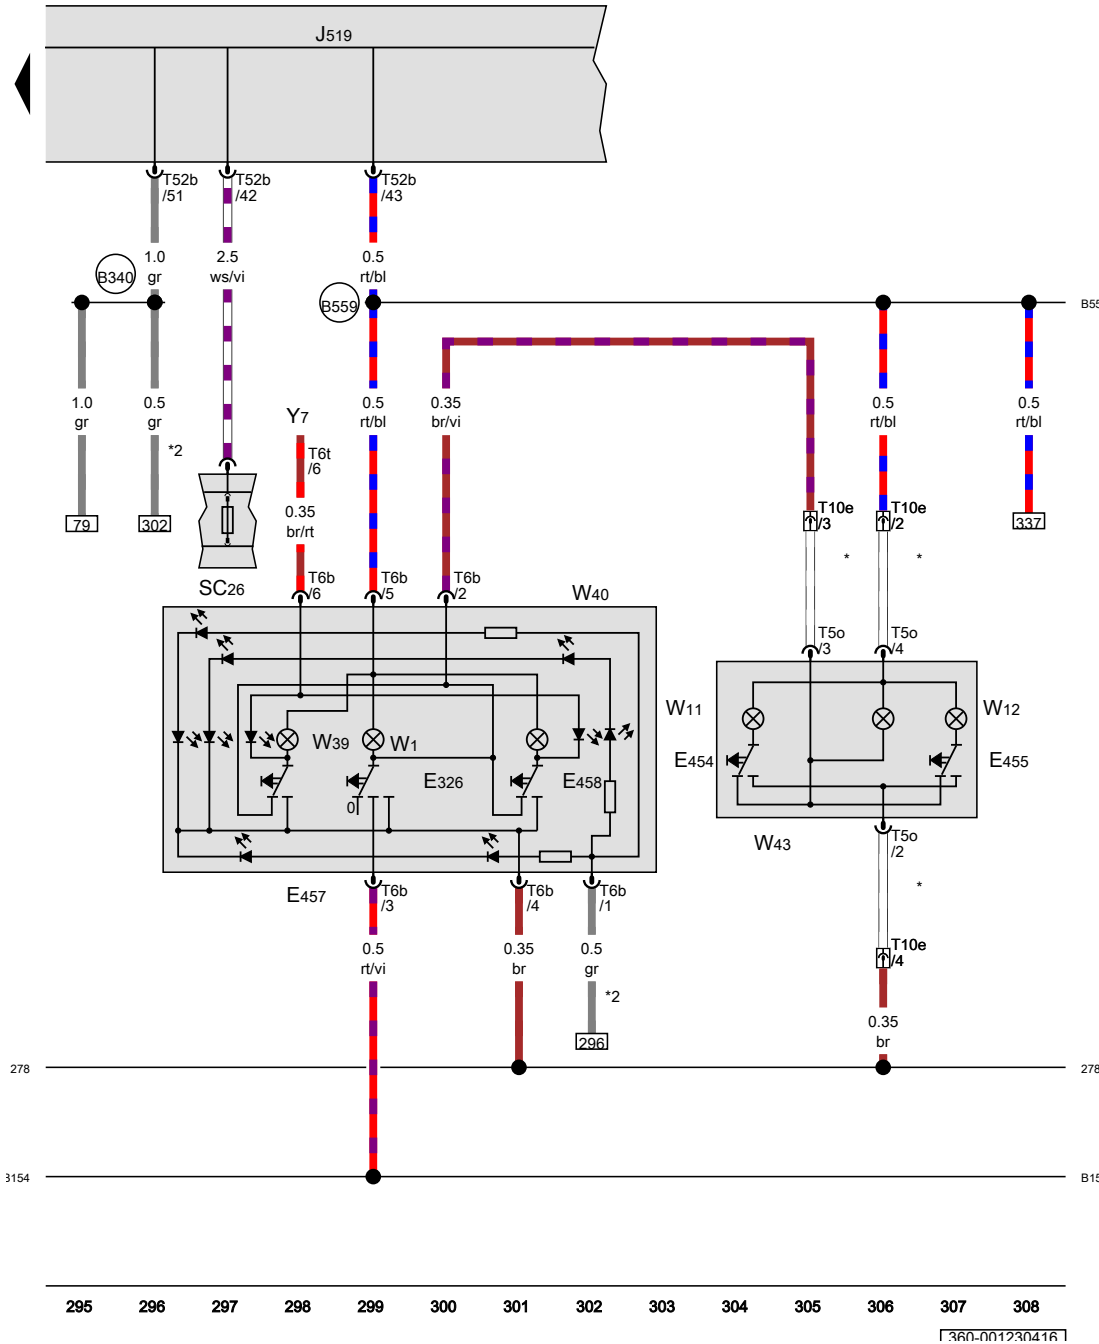 J519
T52b
/51
T52b
/42
T52b
/43
1.0
gr
2.5
ws/vi
0.5
rt/bl
B340
B559
B55
1.0
gr
0.5
gr
*2
Y7
T6t
/6
0.5
rt/bl
0.35
br/vi
0.5
rt/bl
0.5
rt/bl
0.35
br/rt
79
302
T10e
/3
T10e
/2
337
*
*
SC26
T6b
/6
T6b
/5
T6b
/2
W40
T5o
/3
T5o
/4
W11
W12
W39
W1
E326
E458
E454
E455
0
W43
T5o
/2
E457
T6b
/3
T6b
/4
T6b
/1
*
0.5
rt/vi
0.35
br
0.5
gr
*2
T10e
/4
0.35
br
296
278
278
B154
B15
295 296 297 298 299 300 301 302 303 304 305 306 307 308
360-001230416